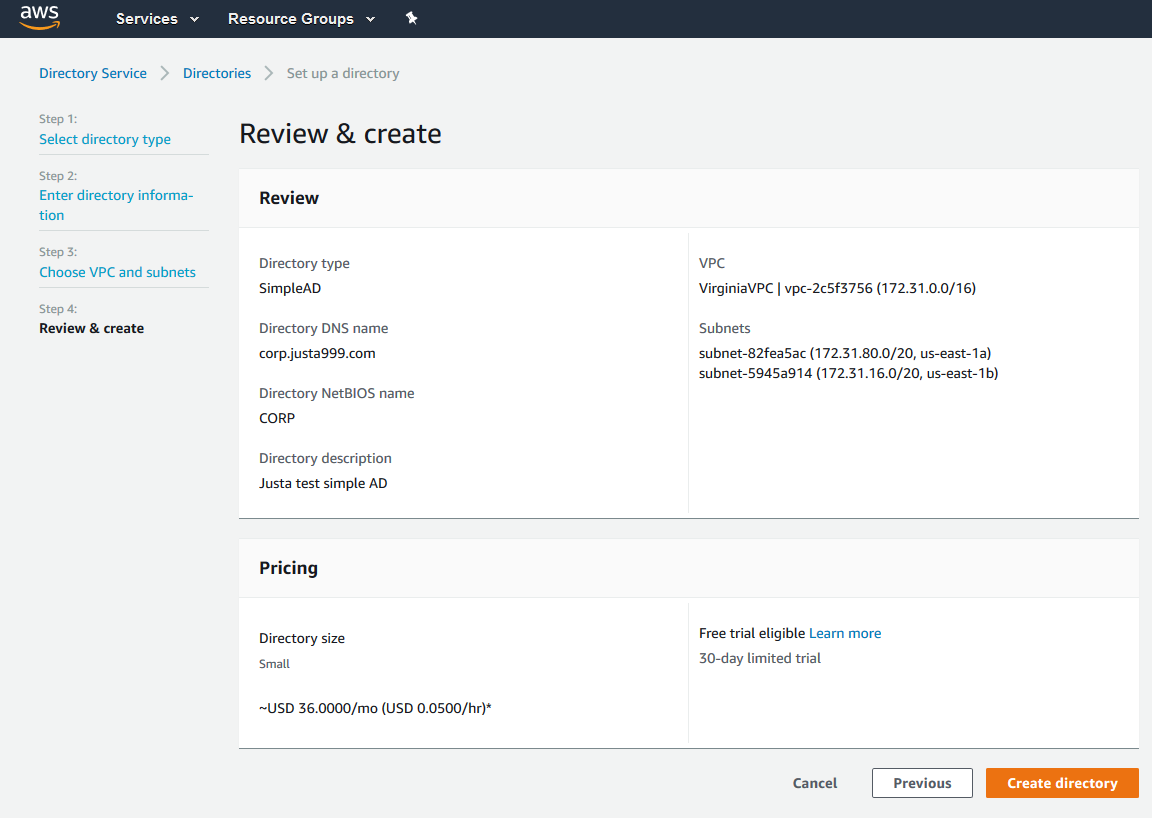 aws
Services
Resource Groups
Directory Service
Directories
Set up a directory
Step 1:
Select directory type
Step 2:
Enter directory informa-
tion
Step 3:
Choose VPC and subnets
Step 4:
Review & create
Review & create
Review
Directory type
SimpleAD
Directory DNS name
corp.justa999.com
Directory NetBIOS name
CORP
Directory description
Justa test simple AD
VPC
VirginiaVPC | vpc-2c5f3756 (172.31.0.0/16)
Subnets
subnet-82fea5ac (172.31.80.0/20, us-east-1a)
subnet-5945a914 (172.31.16.0/20, us-east-1b)
Pricing
Directory size
Small
~USD 36.0000/mo (USD 0.0500/hr)*
Free trial eligible Learn more
30-day limited trial
Cancel
Previous
Create directory